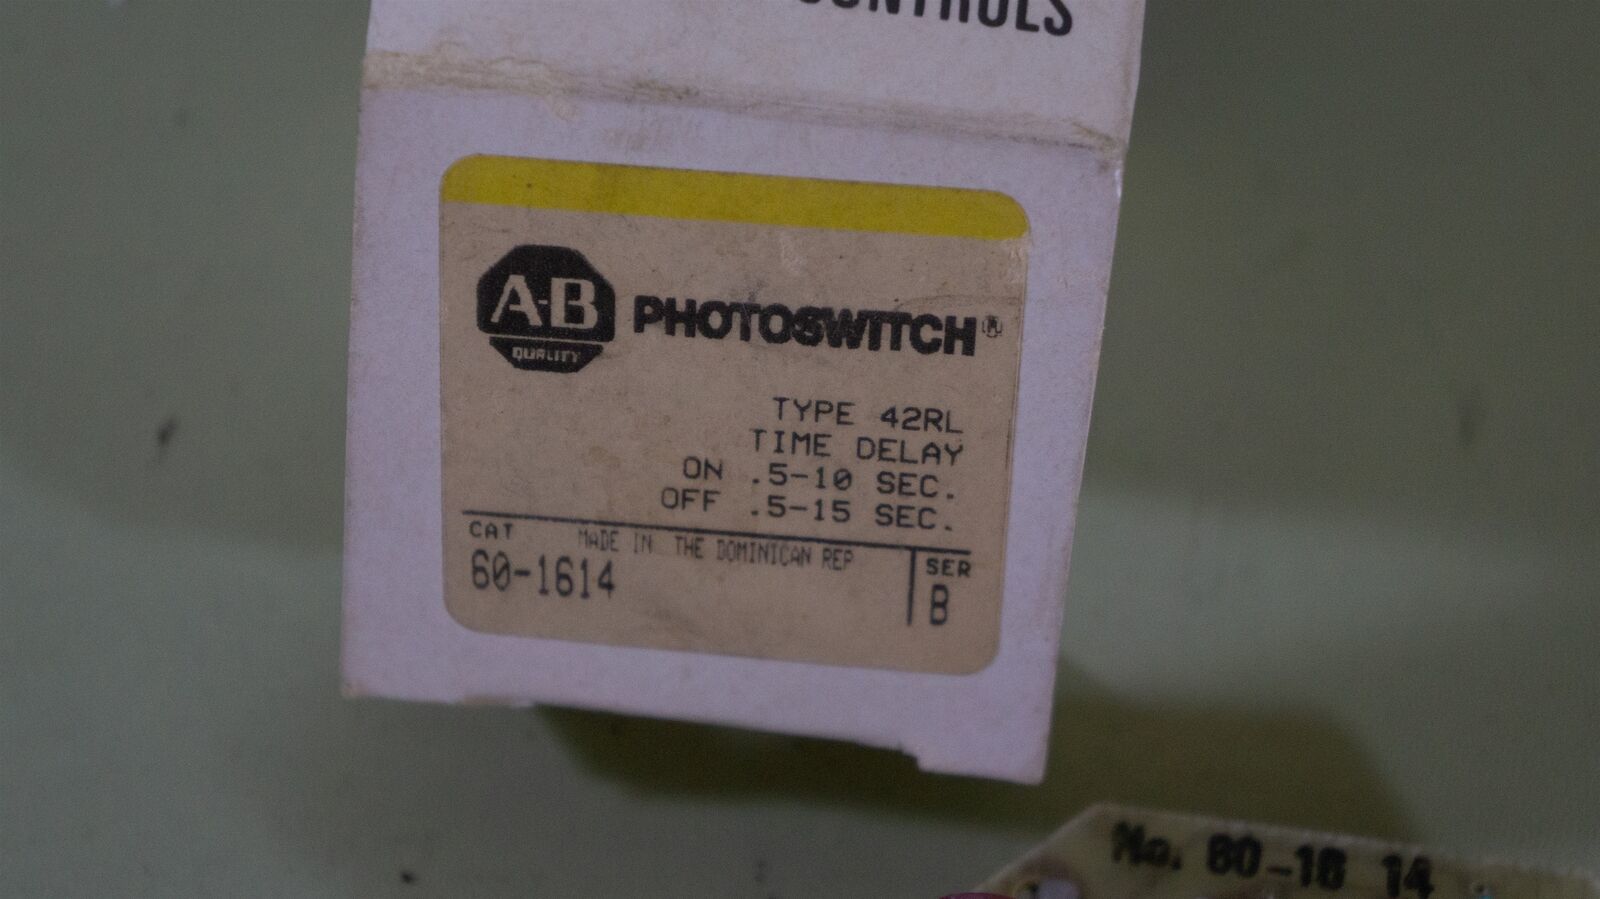 CONTROLS
A-B
QUALITY
PHOTOSWITCH®
TYPE 42RL
TIME DELAY
ON .5-10 SEC.
OFF .5-15 SEC.
CAT
MADE IN THE DOMINICAN REP
SER
60-1614
B
No. 60-16 14